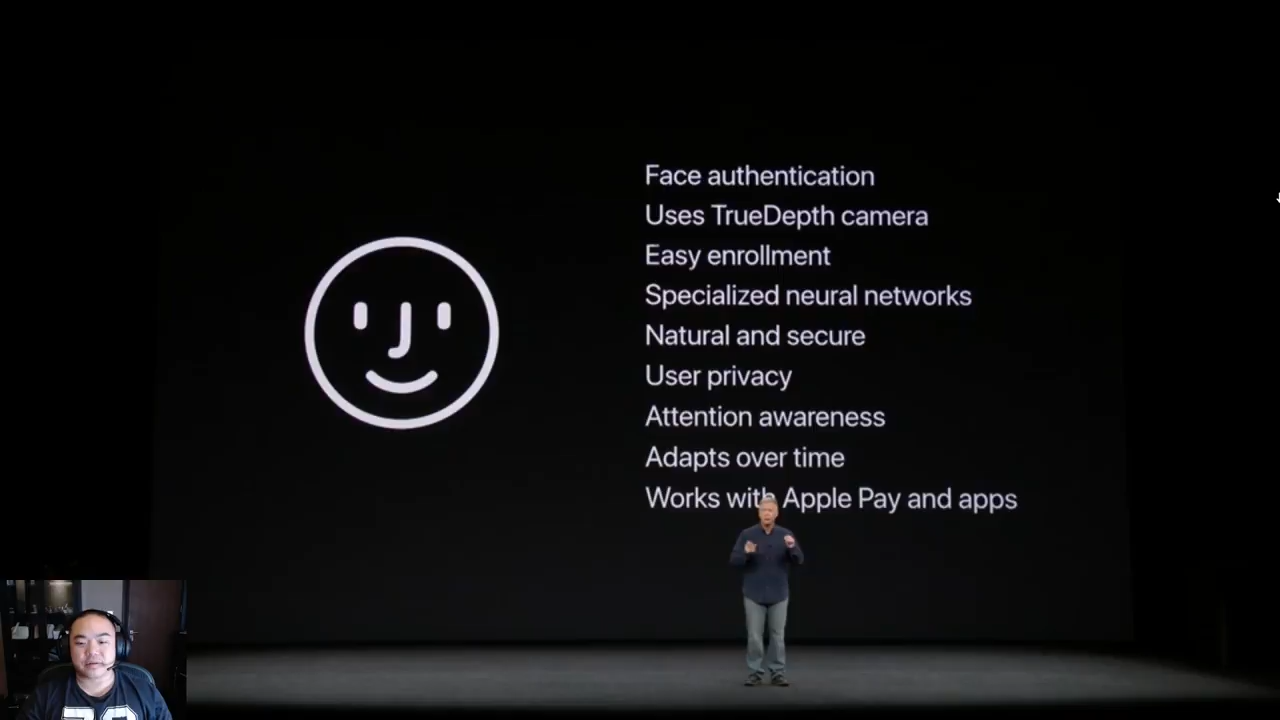 Face authentication
Uses TrueDepth camera
Easy enrollment
Specialized neural networks
Natural and secure
User privacy
Attention awareness
Adapts over time
Works with Apple Pay and apps